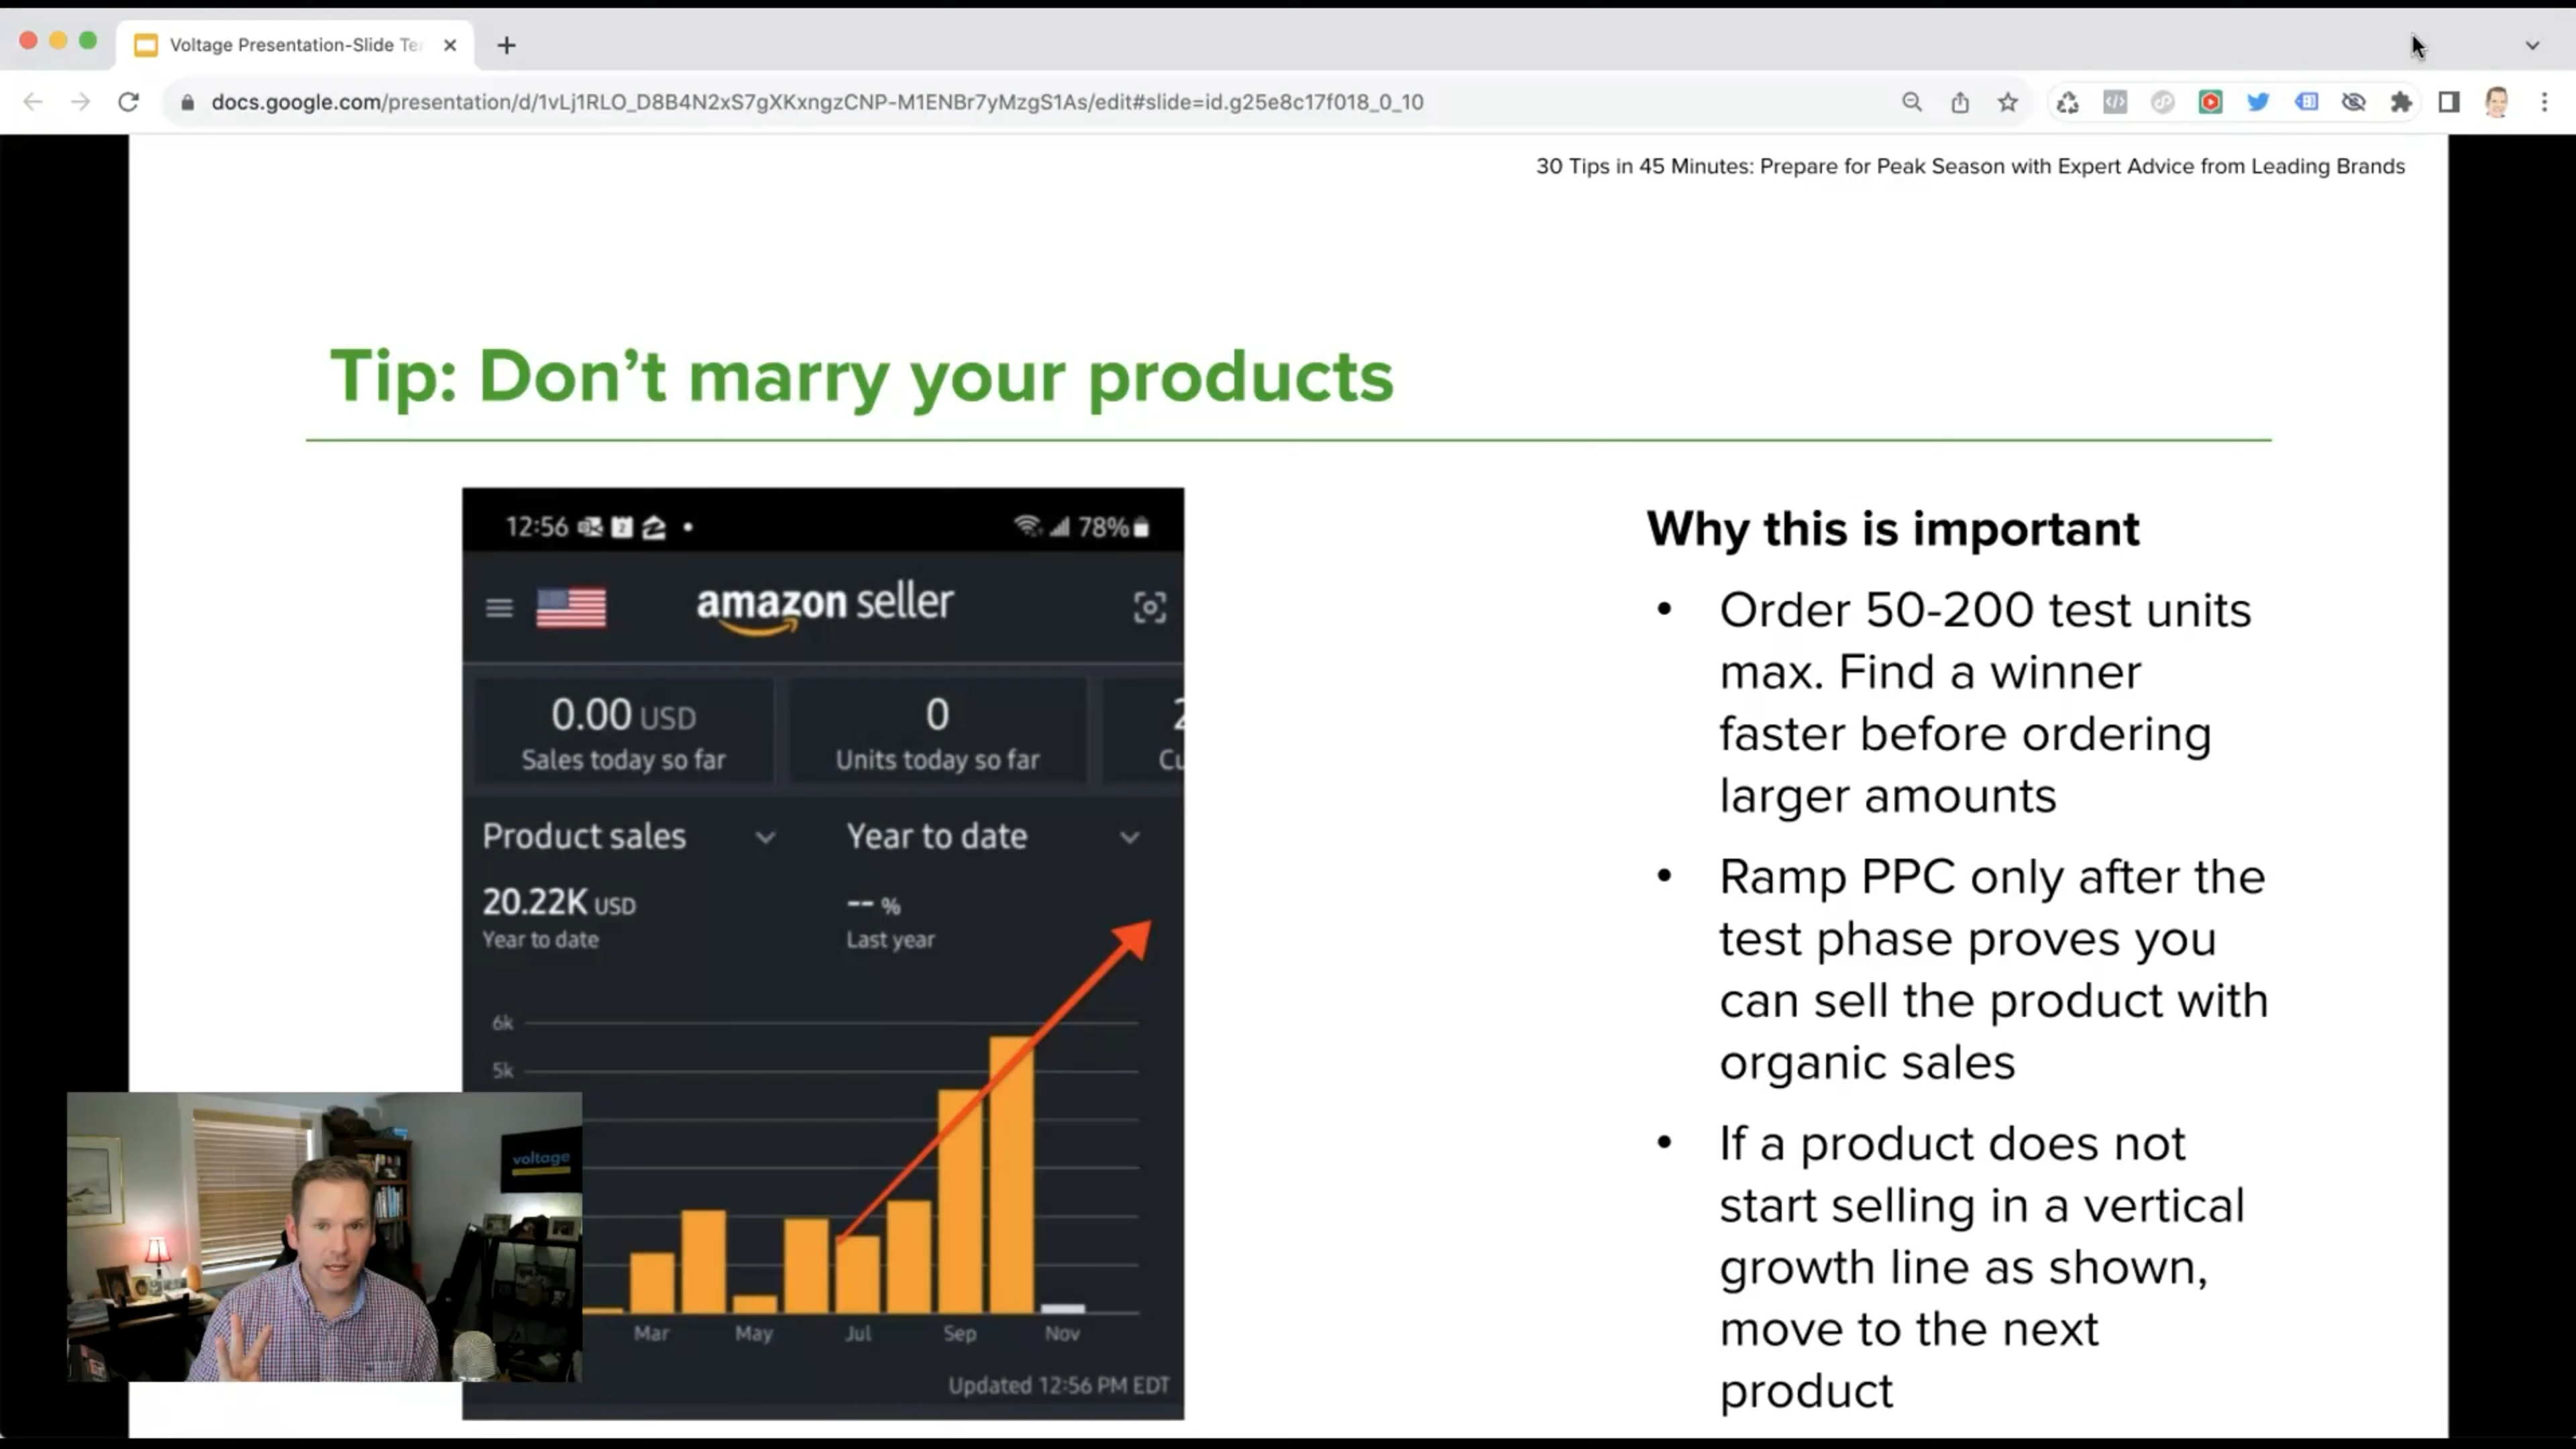 Voltage Presentation-Slide Te
docs.google.com/presentation/d/1vLj1RLO_D8B4N2xS7gXKxngzCNP-M1ENBr7yMzgS1As/edit#slide=id.g25e8c17f018_0_10
30 Tips in 45 Minutes: Prepare for Peak Season with Expert Advice from Leading Brands
Tip: Don’t marry your products
12:56 78%
amazon seller
0.00 USD 0 2
Sales today so far Units today so far Cu
Product sales Year to date
20.22K USD -- %
Year to date Last year
6k
5k
Mar May Jul Sep Nov
Updated 12:56 PM EDT
voltage
Why this is important
• Order 50-200 test units
max. Find a winner
faster before ordering
larger amounts
• Ramp PPC only after the
test phase proves you
can sell the product with
organic sales
• If a product does not
start selling in a vertical
growth line as shown,
move to the next
product